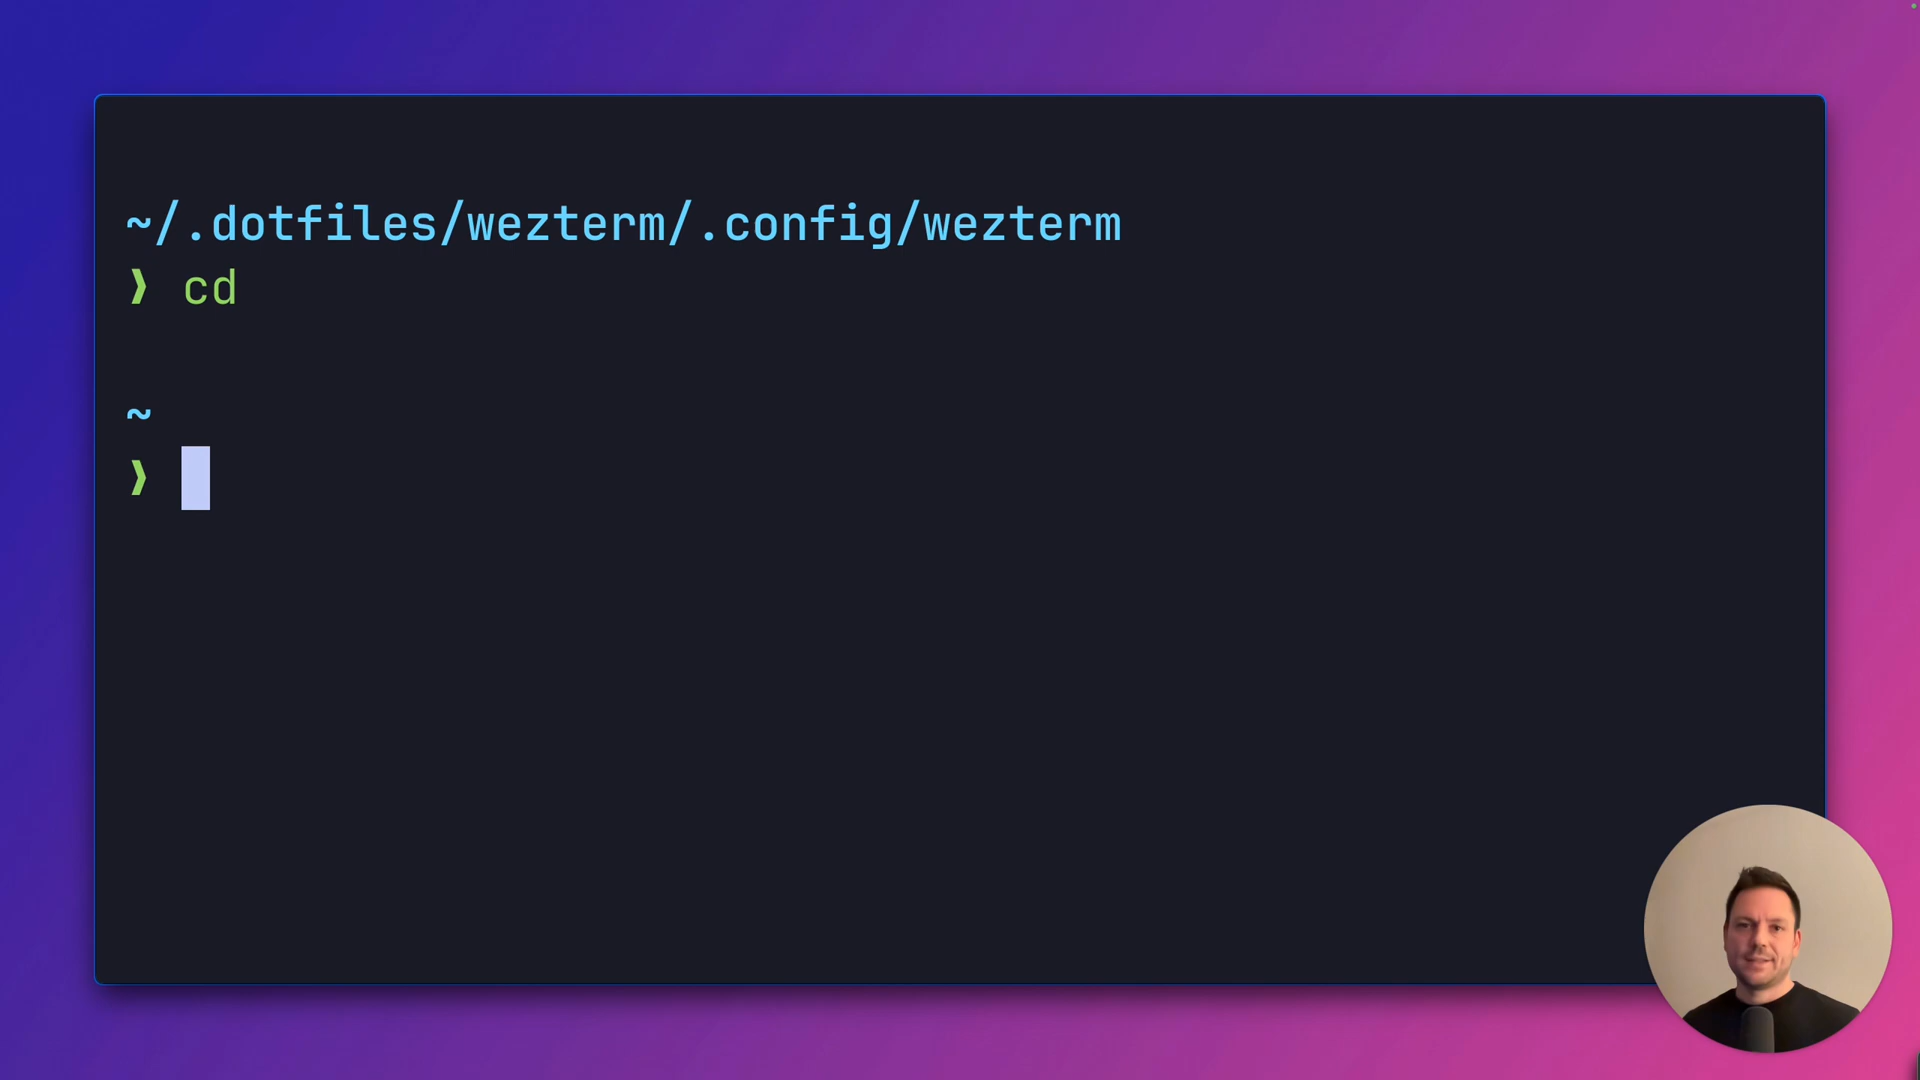 ~/.dotfiles/wezterm/.config/wezterm
❯ cd
~
❯